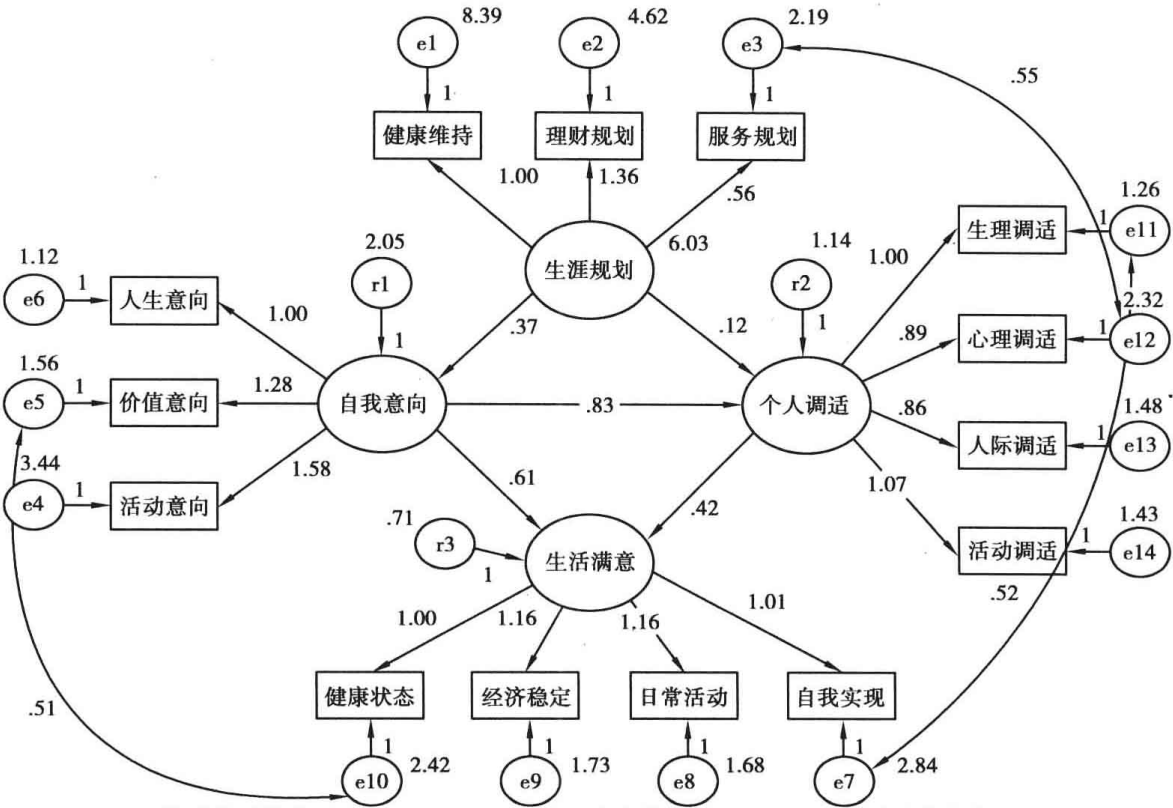 8.39 4.62 2.19
e1 e2 e3
.55
1 1 1
健康维持 理财规划 服务规划
1.00 1.36 .56
1.26
生理调适 1 e11
6.03
2.05 生涯规划 1.14 1.00
1.12
e6 1 人生意向 r1 r2
2.32
1.00 .37 .12 .89 心理调适 1 e12
1 1
1.56
e5 1 价值意向 1.28 自我意向 .83 个人调适
.86 1.48
人际调适 1 e13
3.44
e4 1 活动意向 1.58 .61 .42 1.07
1.43
.71
r3 1 生活满意 活动调适 1 e14
.52
1.00 1.16 1.16 1.01
健康状态 经济稳定 日常活动 自我实现
.51
1 1 1 1
e10 2.42 e9 1.73 e8 1.68 e7 2.84